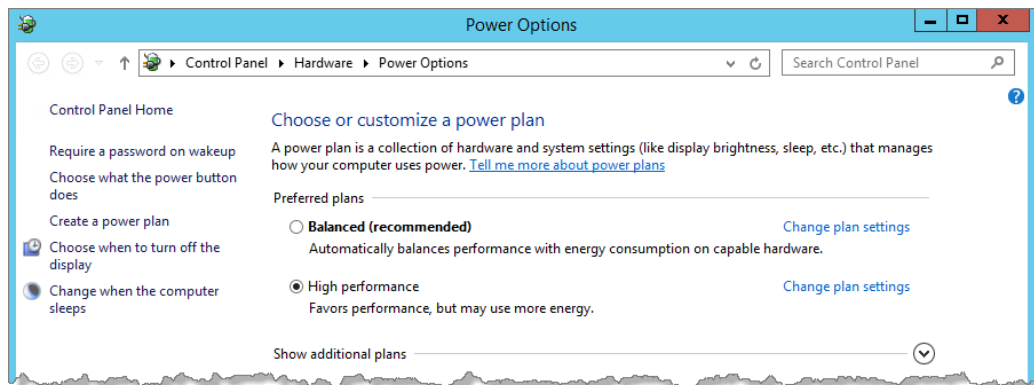 Power Options
Control Panel Hardware Power Options
Search Control Panel
Control Panel Home
Require a password on wakeup
Choose what the power button
does
Create a power plan
Choose when to turn off the
display
Change when the computer
sleeps
Choose or customize a power plan
A power plan is a collection of hardware and system settings (like display brightness, sleep, etc.) that manages
how your computer uses power. Tell me more about power plans
Preferred plans
Balanced (recommended) Change plan settings
Automatically balances performance with energy consumption on capable hardware.
High performance Change plan settings
Favors performance, but may use more energy.
Show additional plans